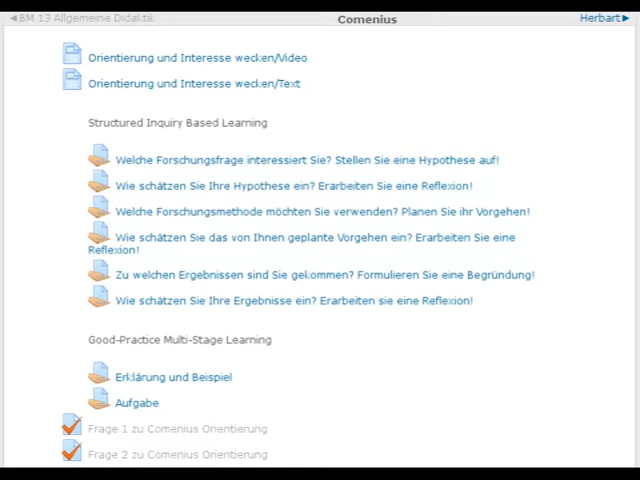 ◄BM 13 Allgemeine Didaktik
Comenius
Herbart►
Orientierung und Interesse wecken/Video
Orientierung und Interesse wecken/Text
Structured Inquiry Based Learning
Welche Forschungsfrage interessiert Sie? Stellen Sie eine Hypothese auf!
Wie schätzen Sie Ihre Hypothese ein? Erarbeiten Sie eine Reflexion!
Welche Forschungsmethode möchten Sie verwenden? Planen Sie ihr Vorgehen!
Wie schätzen Sie das von Ihnen geplante Vorgehen ein? Erarbeiten Sie eine
Reflexion!
Zu welchen Ergebnissen sind Sie gekommen? Formulieren Sie eine Begründung!
Wie schätzen Sie Ihre Ergebnisse ein? Erarbeiten sie eine Reflexion!
Good-Practice Multi-Stage Learning
Erklärung und Beispiel
Aufgabe
Frage 1 zu Comenius Orientierung
Frage 2 zu Comenius Orientierung